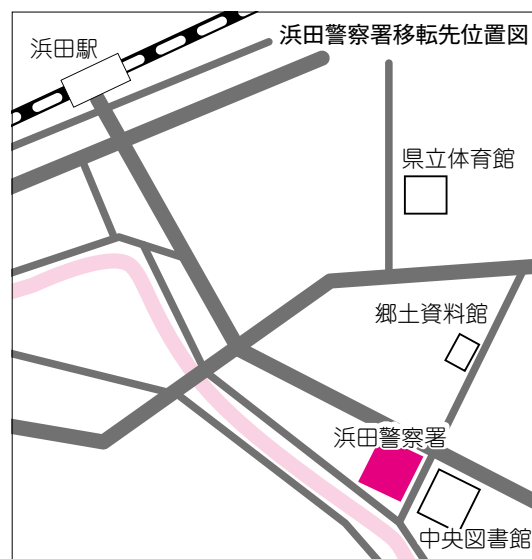 浜田警察署移転先位置図
浜田駅
県立体育館
郷土資料館
浜田警察署
中央図書館